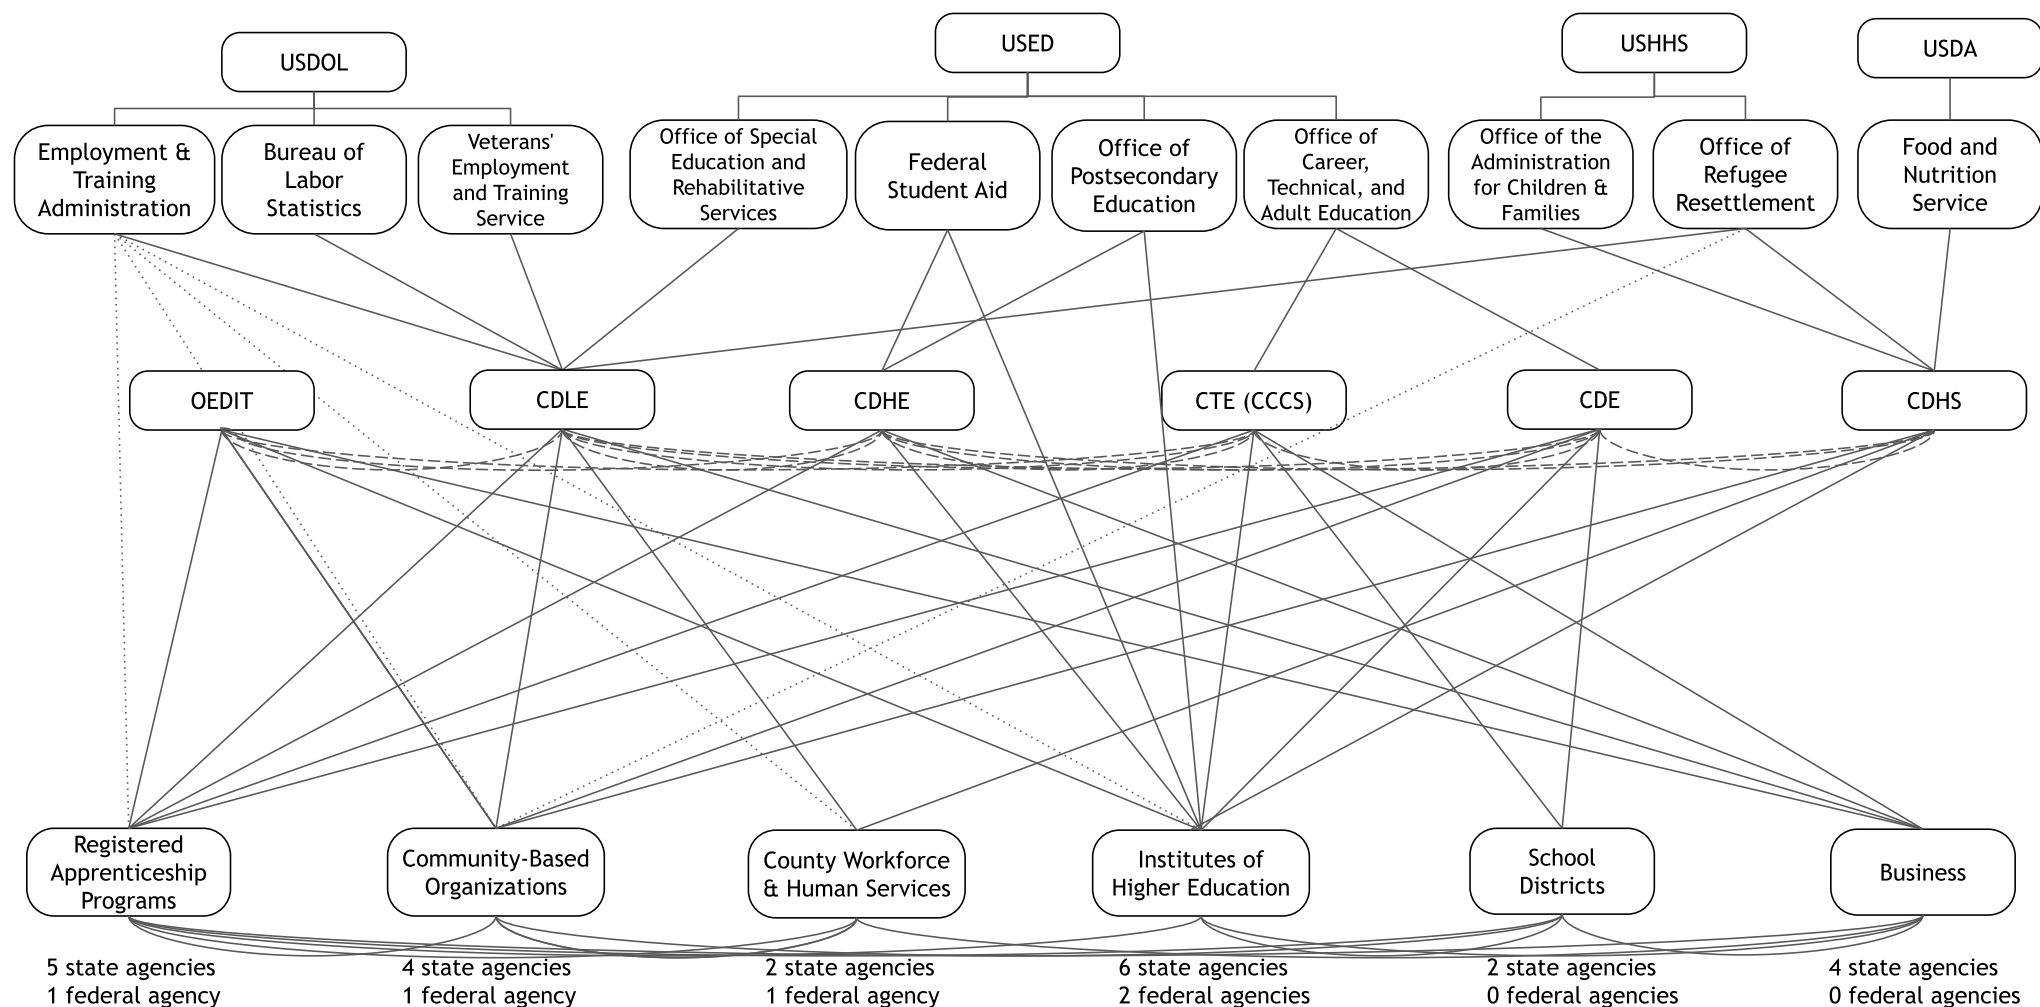 USDOL
USED
USHHS
USDA
Employment &
Training
Administration
Bureau of
Labor
Statistics
Veterans'
Employment
and Training
Service
Office of Special
Education and
Rehabilitative
Services
Federal
Student Aid
Office of
Postsecondary
Education
Office of
Career,
Technical, and
Adult Education
Office of the
Administration
for Children &
Families
Office of
Refugee
Resettlement
Food and
Nutrition
Service
OEDIT
CDLE
CDHE
CTE (CCCS)
CDE
CDHS
Registered
Apprenticeship
Programs
Community-Based
Organizations
County Workforce
& Human Services
Institutes of
Higher Education
School
Districts
Business
5 state agencies
1 federal agency
4 state agencies
1 federal agency
2 state agencies
1 federal agency
6 state agencies
2 federal agencies
2 state agencies
0 federal agencies
4 state agencies
0 federal agencies